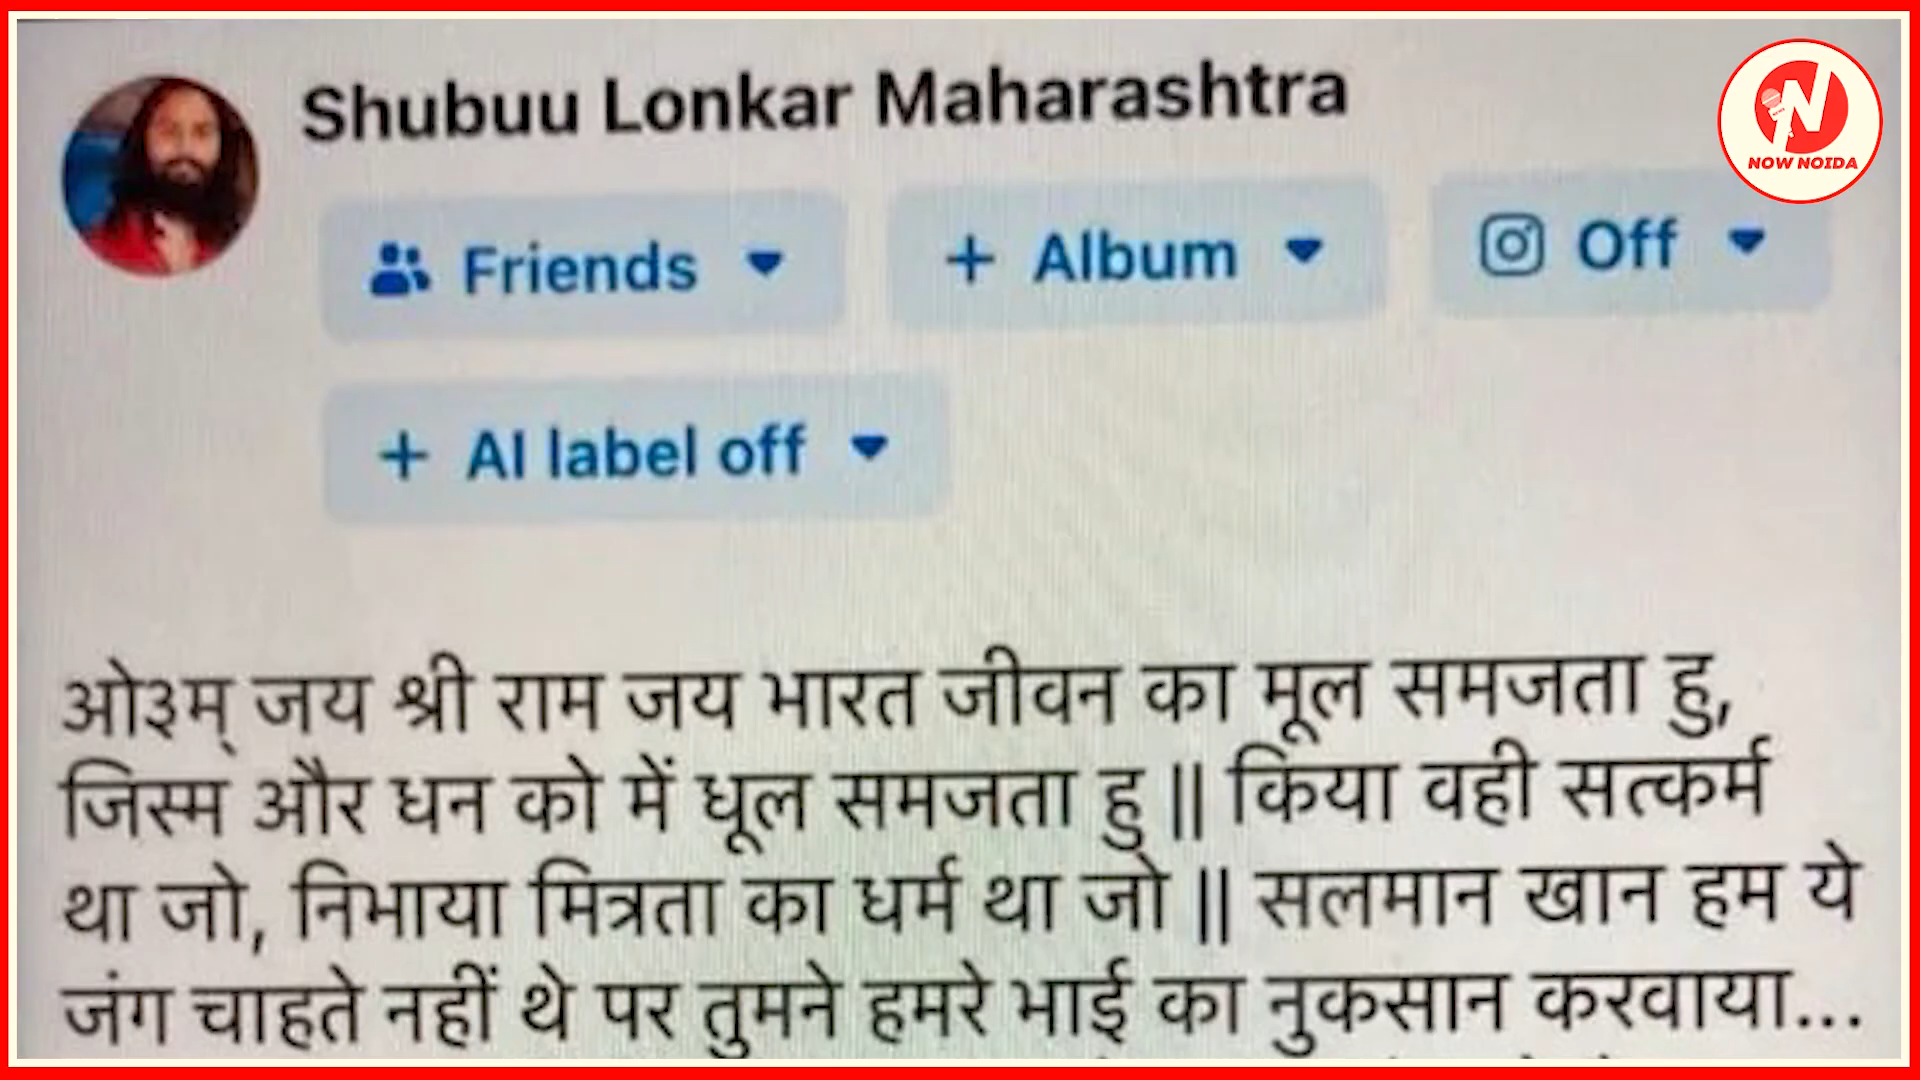 Shubuu Lonkar Maharashtra
NOW NOIDA
Friends
+ Album
Off
+ AI label off
ओ३म् जय श्री राम जय भारत जीवन का मूल समजता हु,
जिस्म और धन को में धूल समजता हु || किया वही सत्कर्म
था जो, निभाया मित्रता का धर्म था जो || सलमान खान हम ये
जंग चाहते नहीं थे पर तुमने हमरे भाई का नुकसान करवाया...